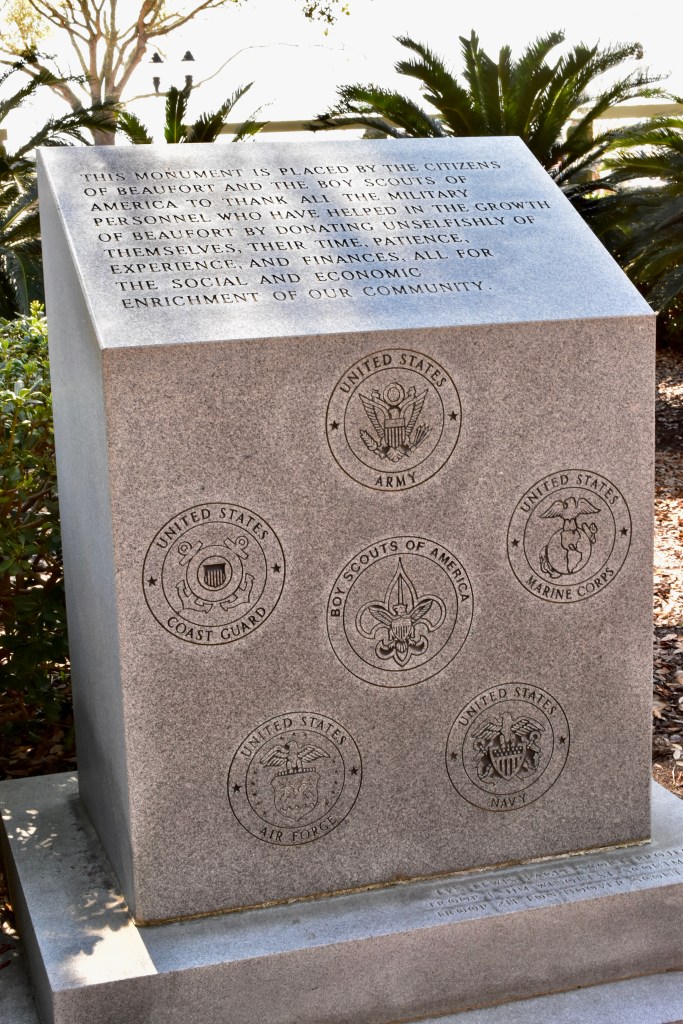 THIS MONUMENT IS PLACED BY THE CITIZENS
OF BEAUFORT AND THE BOY SCOUTS OF
AMERICA TO THANK ALL THE MILITARY
PERSONNEL WHO HAVE HELPED IN THE GROWTH
OF BEAUFORT BY DONATING UNSELFISHLY OF
THEMSELVES, THEIR TIME, PATIENCE,
EXPERIENCE, AND FINANCES, ALL FOR
THE SOCIAL AND ECONOMIC
ENRICHMENT OF OUR COMMUNITY.
UNITED STATES
ARMY
UNITED STATES
COAST GUARD
BOY SCOUTS OF AMERICA
UNITED STATES
MARINE CORPS
UNITED STATES
AIR FORCE
UNITED STATES
NAVY